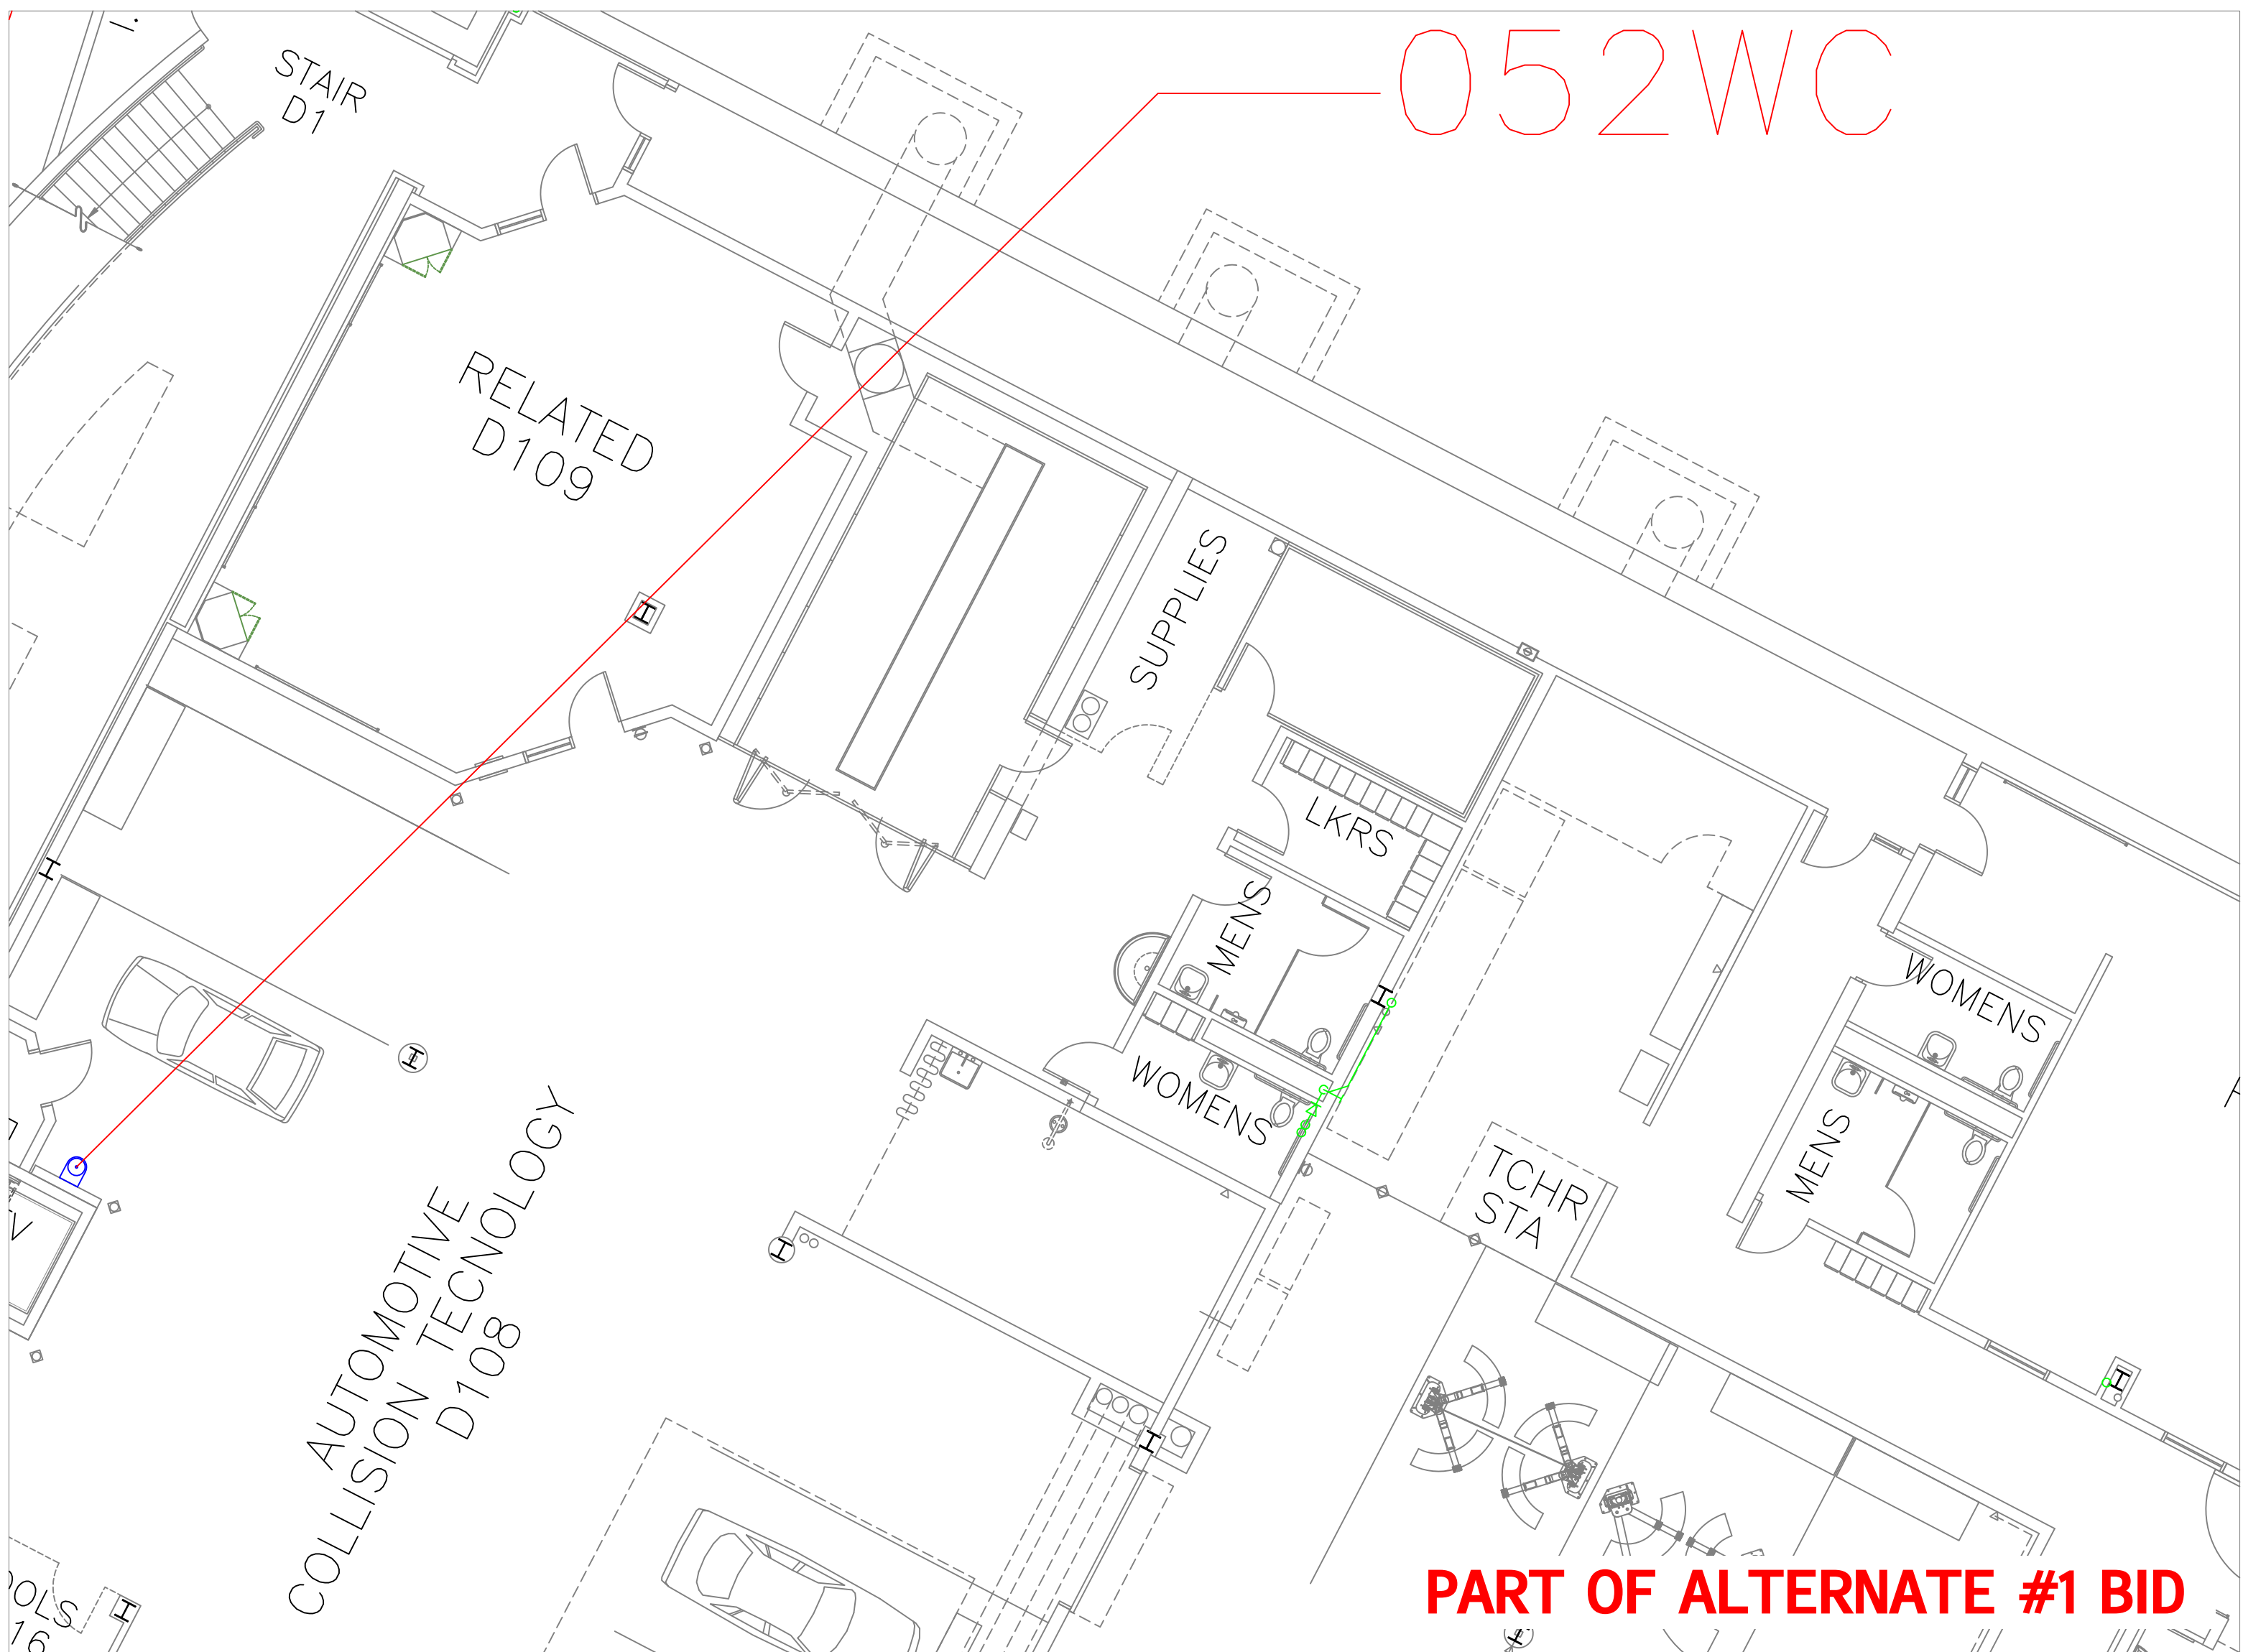 052WC
STAIR
D1
RELATED
D109
SUPPLIES
LKRS
MENS
WOMENS
WOMENS
MENS
TCHR
STA
AUTOMOTIVE
COLLISION TECNOLOGY
D108
PART OF ALTERNATE #1 BID